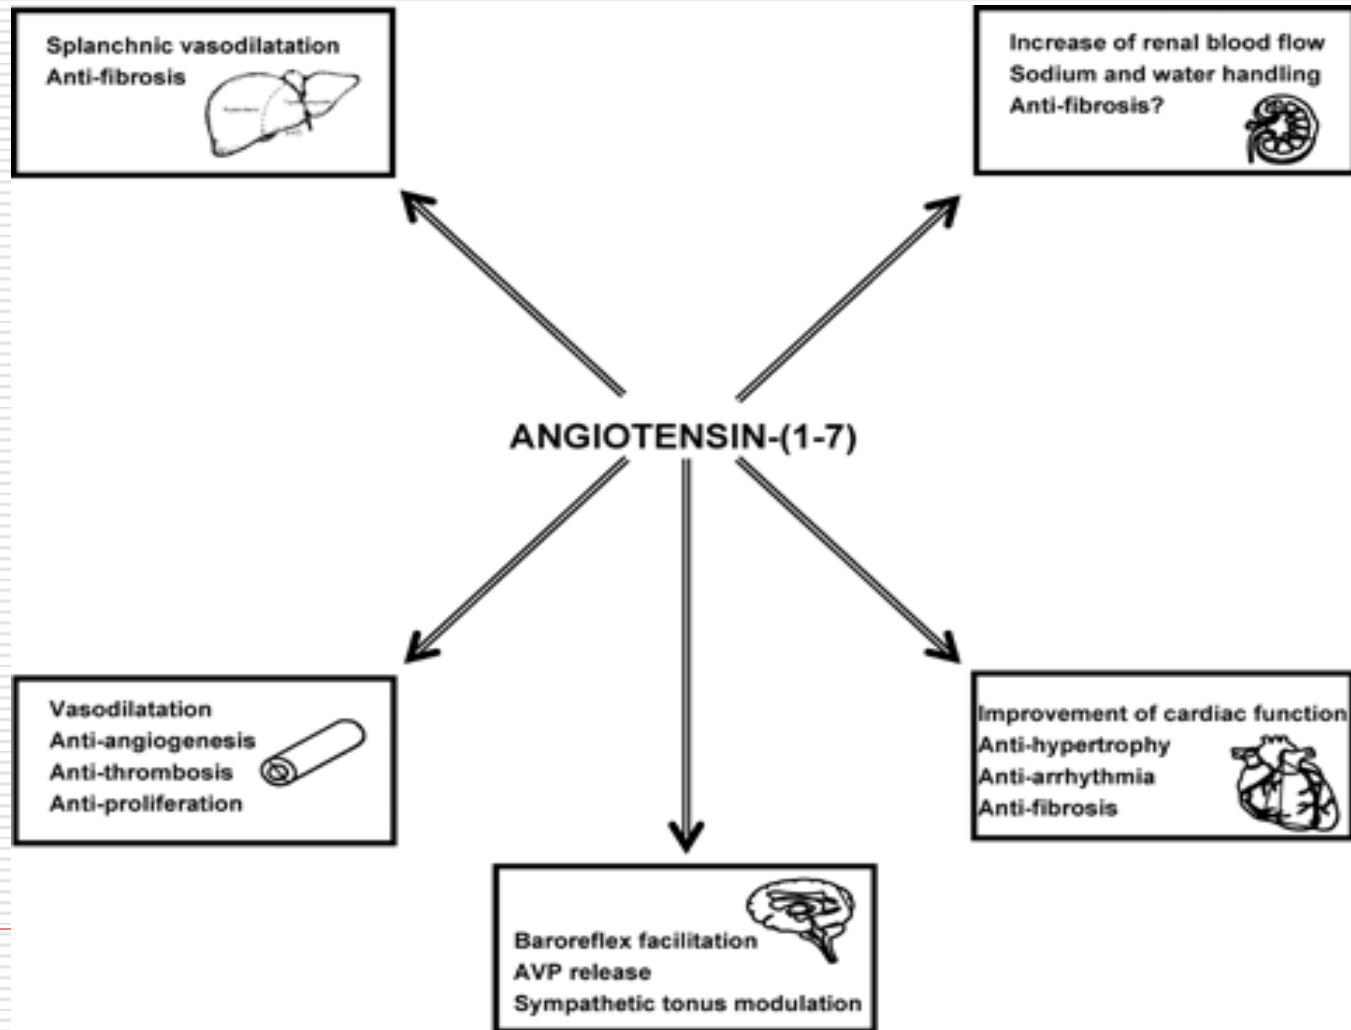 Splanchnic vasodilatation
Anti-fibrosis
Increase of renal blood flow
Sodium and water handling
Anti-fibrosis?
ANGIOTENSIN-(1-7)
Vasodilatation
Anti-angiogenesis
Anti-thrombosis
Anti-proliferation
Improvement of cardiac function
Anti-hypertrophy
Anti-arrhythmia
Anti-fibrosis
Baroreflex facilitation
AVP release
Sympathetic tonus modulation